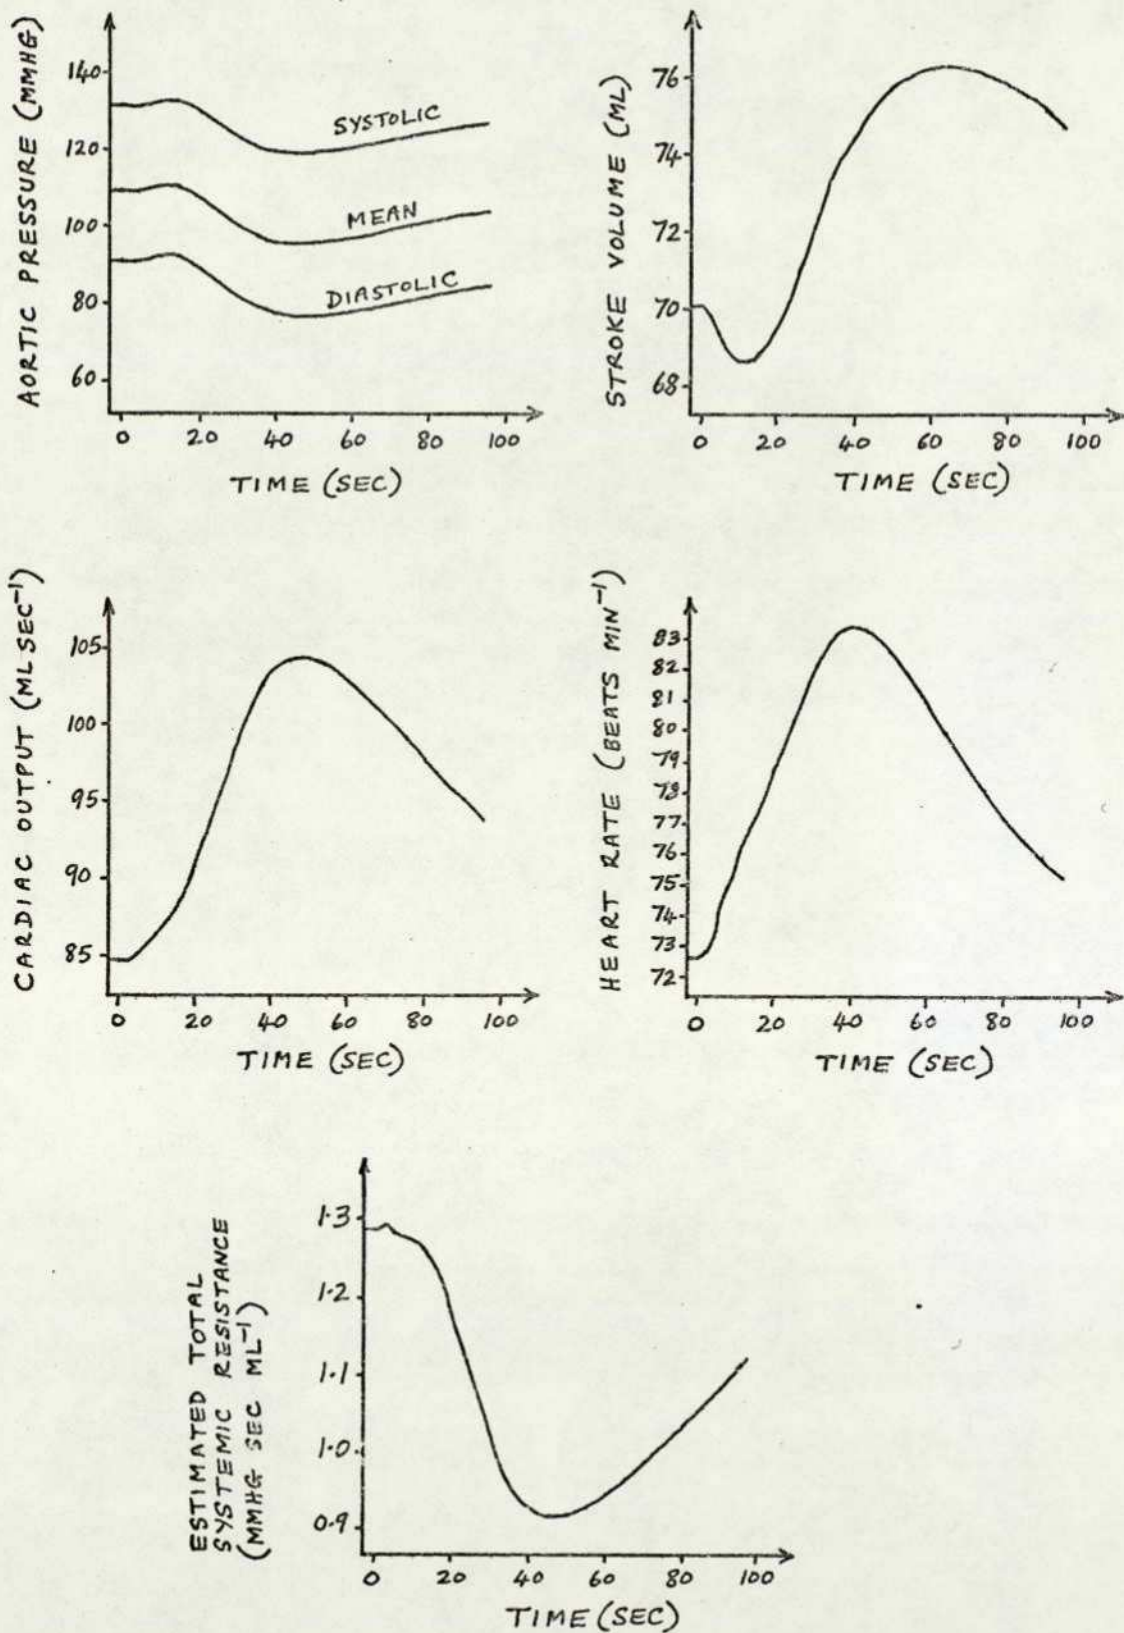 AORTIC PRESSURE (MMHG)
140
120
100
80
60
SYSTOLIC
MEAN
DIASTOLIC
0 20 40 60 80 100
TIME (SEC)
STROKE VOLUME (ML)
76
74
72
70
68
0 20 40 60 80 100
TIME (SEC)
CARDIAC OUTPUT (ML SEC⁻¹)
105
100
95
90
85
0 20 40 60 80 100
TIME (SEC)
HEART RATE (BEATS MIN⁻¹)
83
82
81
80
79
78
77
76
75
74
73
72
0 20 40 60 80 100
TIME (SEC)
ESTIMATED TOTAL
SYSTEMIC RESISTANCE
(MMHG SEC ML⁻¹)
1.3
1.2
1.1
1.0
0.9
0 20 40 60 80 100
TIME (SEC)